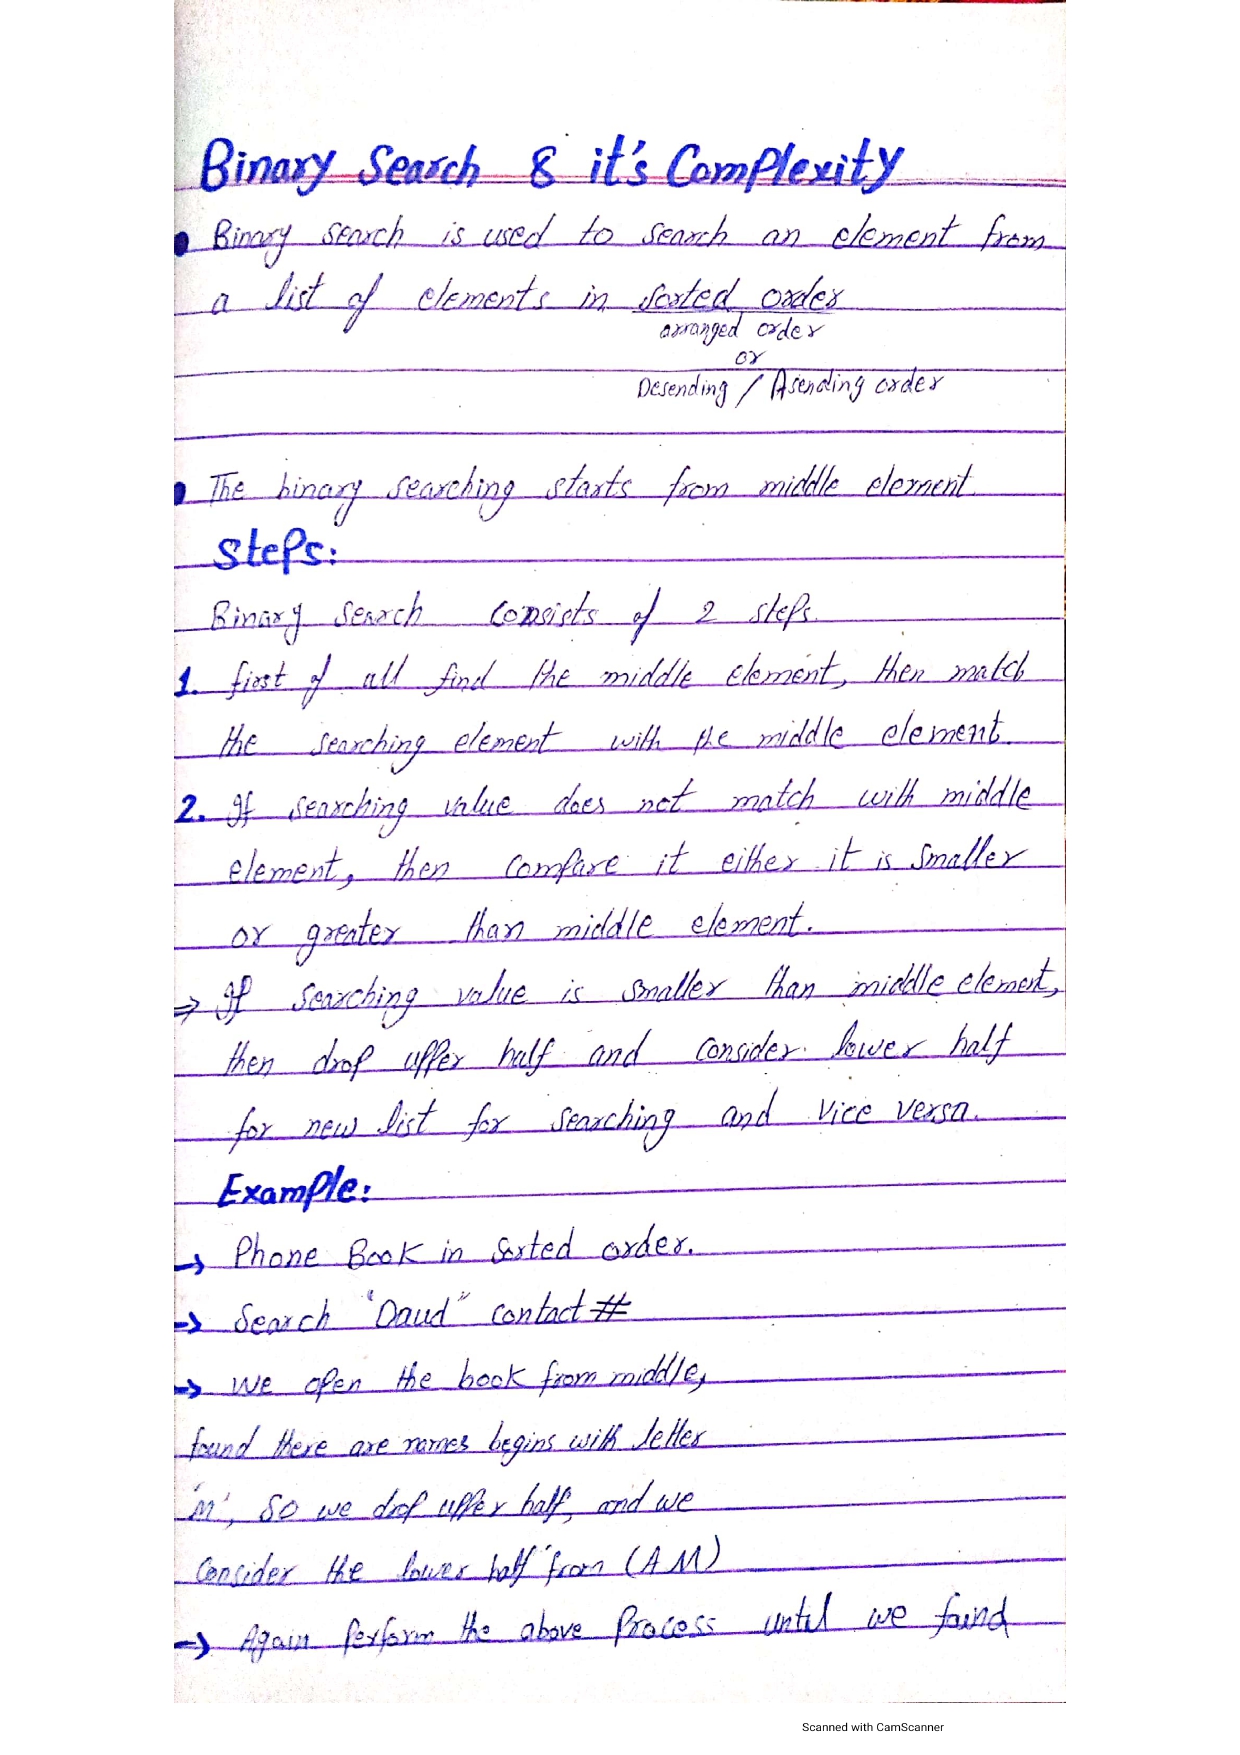 Binary Search & it's Complexity
Binary search is used to search an element from
a list of elements in sorted order
arranged order
or
Desending / Asending order
The binary searching starts from middle element
Steps:
Binary Search consists of 2 steps.
1. first of all find the middle element, then match
the searching element with the middle element.
2. If searching value does not match with middle
element, then compare it either it is smaller
or greater than middle element.
⇒ If searching value is smaller than middle element,
then drop upper half and consider lower half
for new list for searching and vice versa.
Example:
→ Phone Book in sorted order.
→ Search "Daud" contact #
→ we open the book from middle,
found there are names begins with letter
'M', So we drop upper half, and we
Consider the lower half from (AM)
→ Again perform the above Process until we found
Scanned with CamScanner